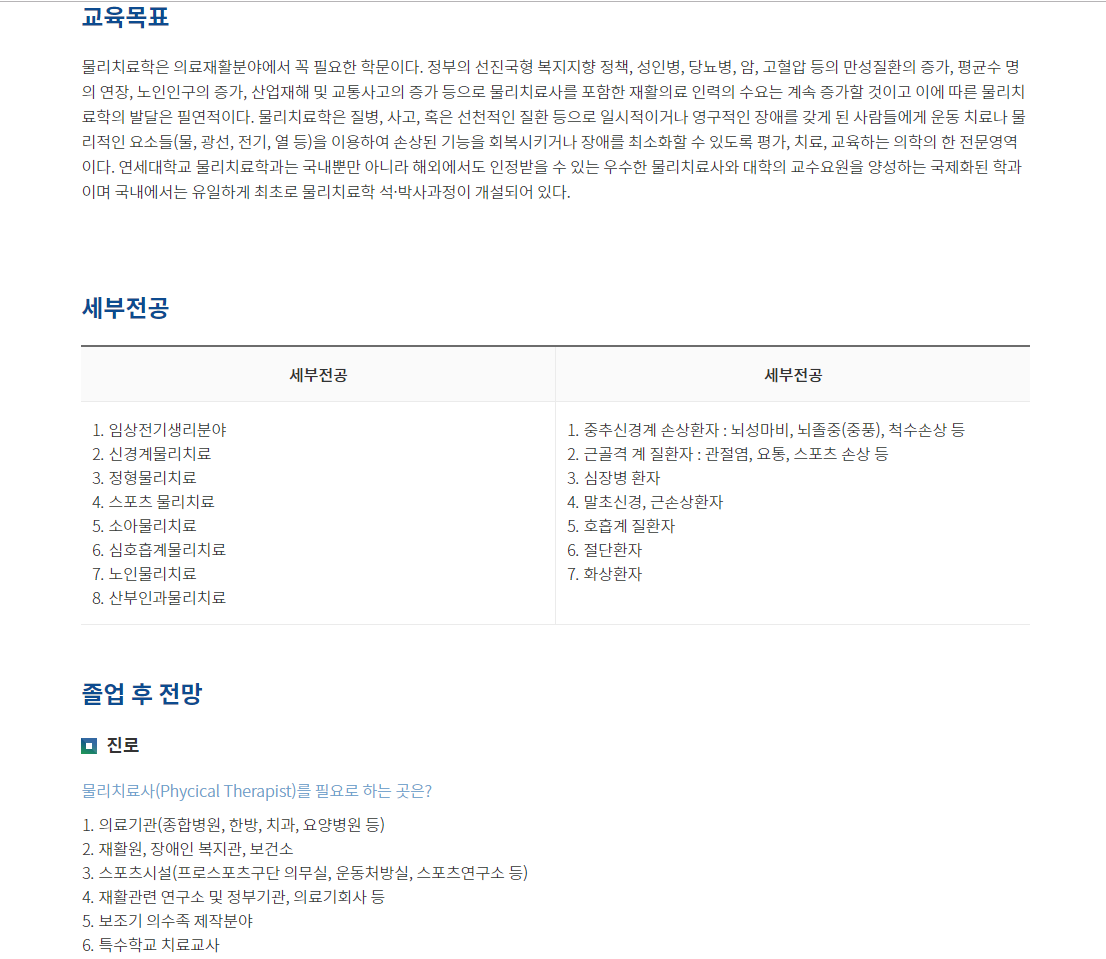 교육목표
물리치료학은 의료재활분야에서 꼭 필요한 학문이다. 정부의 선진국형 복지지향 정책, 성인병, 당뇨병, 암, 고혈압 등의 만성질환의 증가, 평균수 명
의 연장, 노인인구의 증가, 산업재해 및 교통사고의 증가 등으로 물리치료사를 포함한 재활의료 인력의 수요는 계속 증가할 것이고 이에 따른 물리치
료학의 발달은 필연적이다. 물리치료학은 질병, 사고, 혹은 선천적인 질환 등으로 일시적이거나 영구적인 장애를 갖게 된 사람들에게 운동 치료나 물
리적인 요소들(물, 광선, 전기, 열 등)을 이용하여 손상된 기능을 회복시키거나 장애를 최소화할 수 있도록 평가, 치료, 교육하는 의학의 한 전문영역
이다. 연세대학교 물리치료학과는 국내뿐만 아니라 해외에서도 인정받을 수 있는 우수한 물리치료사와 대학의 교수요원을 양성하는 국제화된 학과
이며 국내에서는 유일하게 최초로 물리치료학 석·박사과정이 개설되어 있다.
세부전공
세부전공
세부전공
1. 임상전기생리분야
2. 신경계물리치료
3. 정형물리치료
4. 스포츠 물리치료
5. 소아물리치료
6. 심호흡계물리치료
7. 노인물리치료
8. 산부인과물리치료
1. 중추신경계 손상환자 : 뇌성마비, 뇌졸중(중풍), 척수손상 등
2. 근골격 계 질환자 : 관절염, 요통, 스포츠 손상 등
3. 심장병 환자
4. 말초신경, 근손상환자
5. 호흡계 질환자
6. 절단환자
7. 화상환자
졸업 후 전망
진로
물리치료사(Phycical Therapist)를 필요로 하는 곳은?
1. 의료기관(종합병원, 한방, 치과, 요양병원 등)
2. 재활원, 장애인 복지관, 보건소
3. 스포츠시설(프로스포츠구단 의무실, 운동처방실, 스포츠연구소 등)
4. 재활관련 연구소 및 정부기관, 의료기회사 등
5. 보조기 의수족 제작분야
6. 특수학교 치료교사